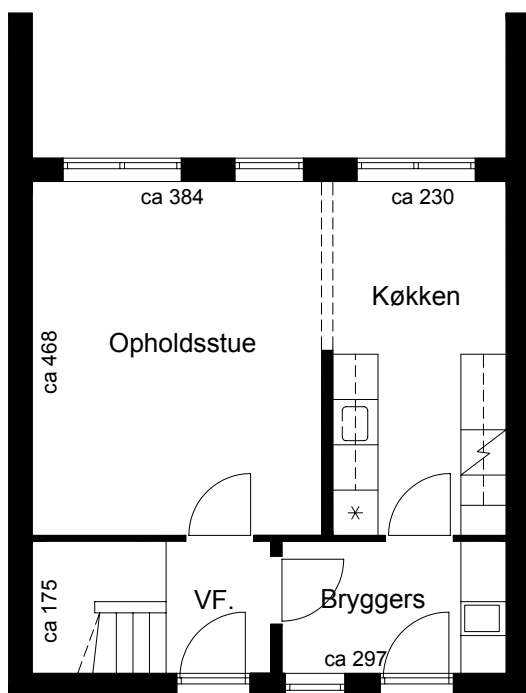 ca 384
ca 230
Køkken
Opholdsstue
ca 468
VF.
Bryggers
ca 175
ca 297